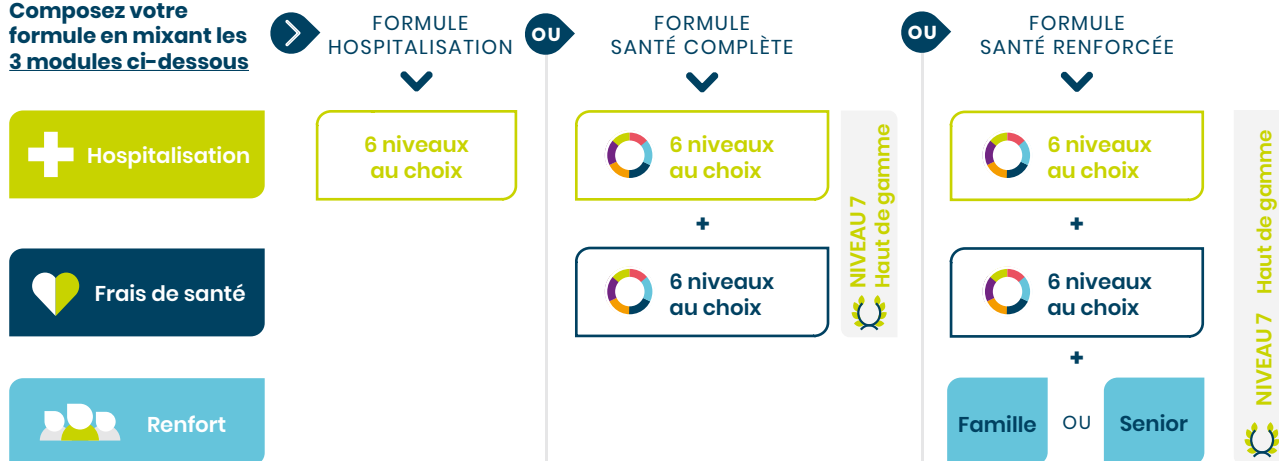 Composez votre
formule en mixant les
3 modules ci-dessous
FORMULE
HOSPITALISATION
OU
FORMULE
SANTÉ COMPLÈTE
OU
FORMULE
SANTÉ RENFORCÉE
Hospitalisation
6 niveaux
au choix
6 niveaux
au choix
6 niveaux
au choix
+
+
Frais de santé
6 niveaux
au choix
6 niveaux
au choix
NIVEAU 7
Haut de gamme
+
Renfort
Famille OU Senior
NIVEAU 7 Haut de gamme